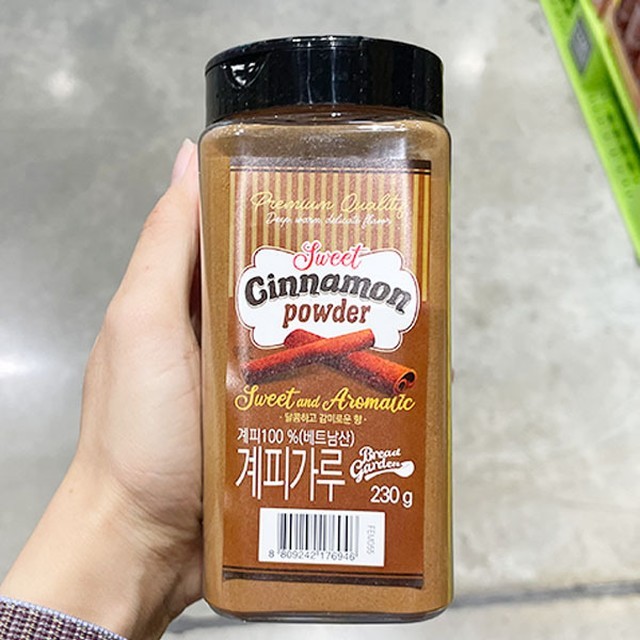 Premium Quality
Deep warm delicate flavor
Sweet
Cinnamon
powder
Sweet and Aromatic
· 달콤하고 감미로운 향 ·
계피100 %(베트남산)
계피가루
Bread
Garden
230 g
8 809242 176946